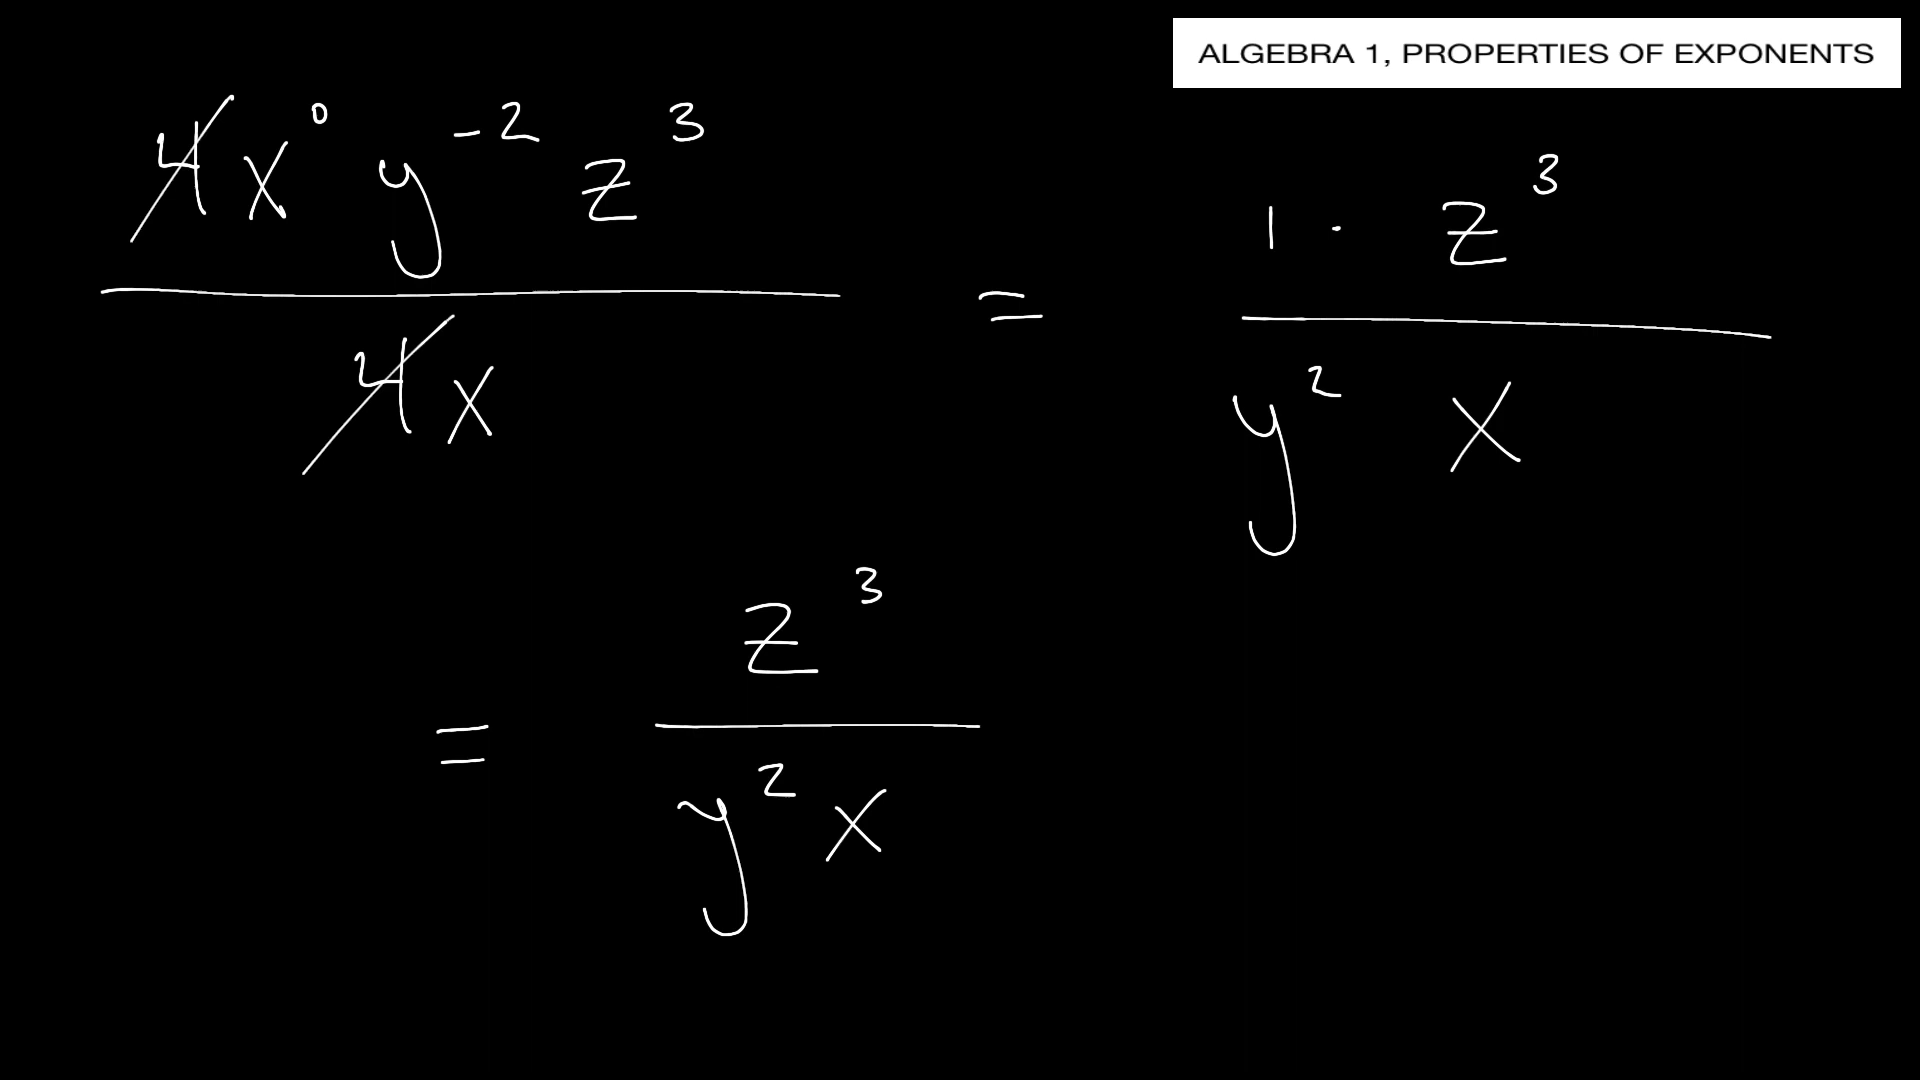 ALGEBRA 1, PROPERTIES OF EXPONENTS
4x⁰ y⁻² z³
4x
=
1 · z³
y² x
=
z³
y² x